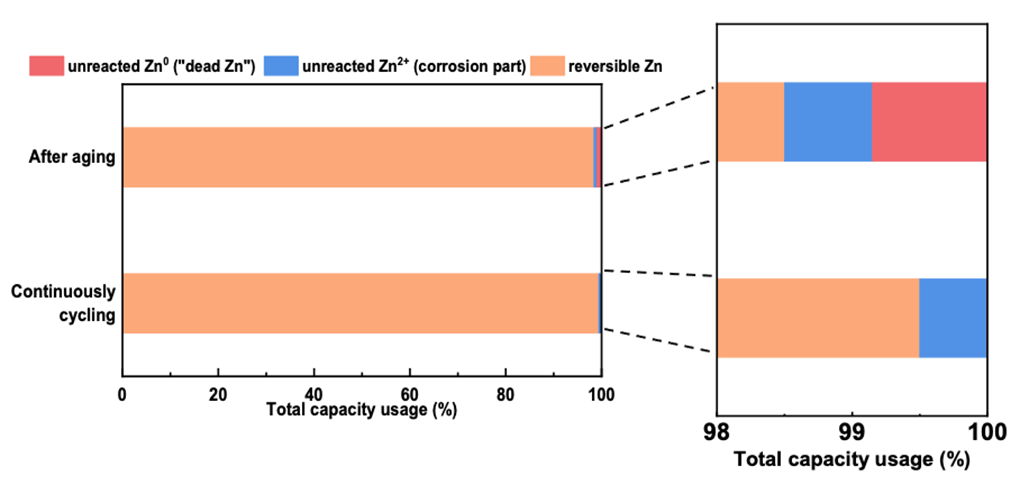 unreacted Zn⁰ ("dead Zn") unreacted Zn²⁺ (corrosion part) reversible Zn
After aging
Continuously
cycling
0 20 40 60 80 100
Total capacity usage (%)
98 99 100
Total capacity usage (%)